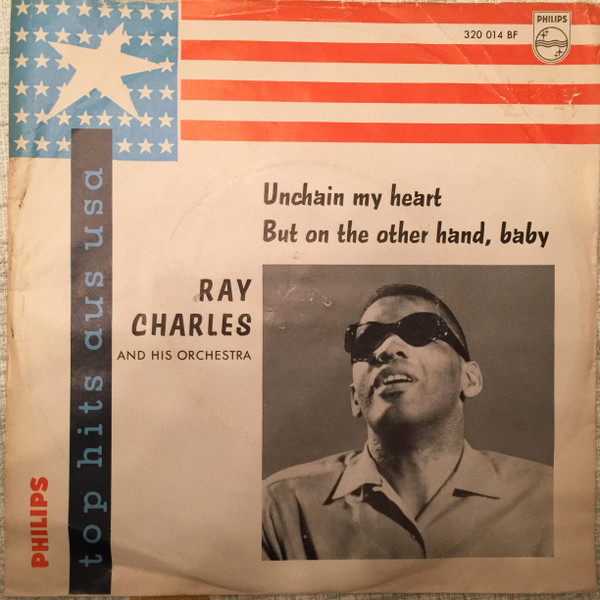 320 014 BF
PHILIPS
Unchain my heart
But on the other hand, baby
RAY
CHARLES
AND HIS ORCHESTRA
top hits aus usa
PHILIPS